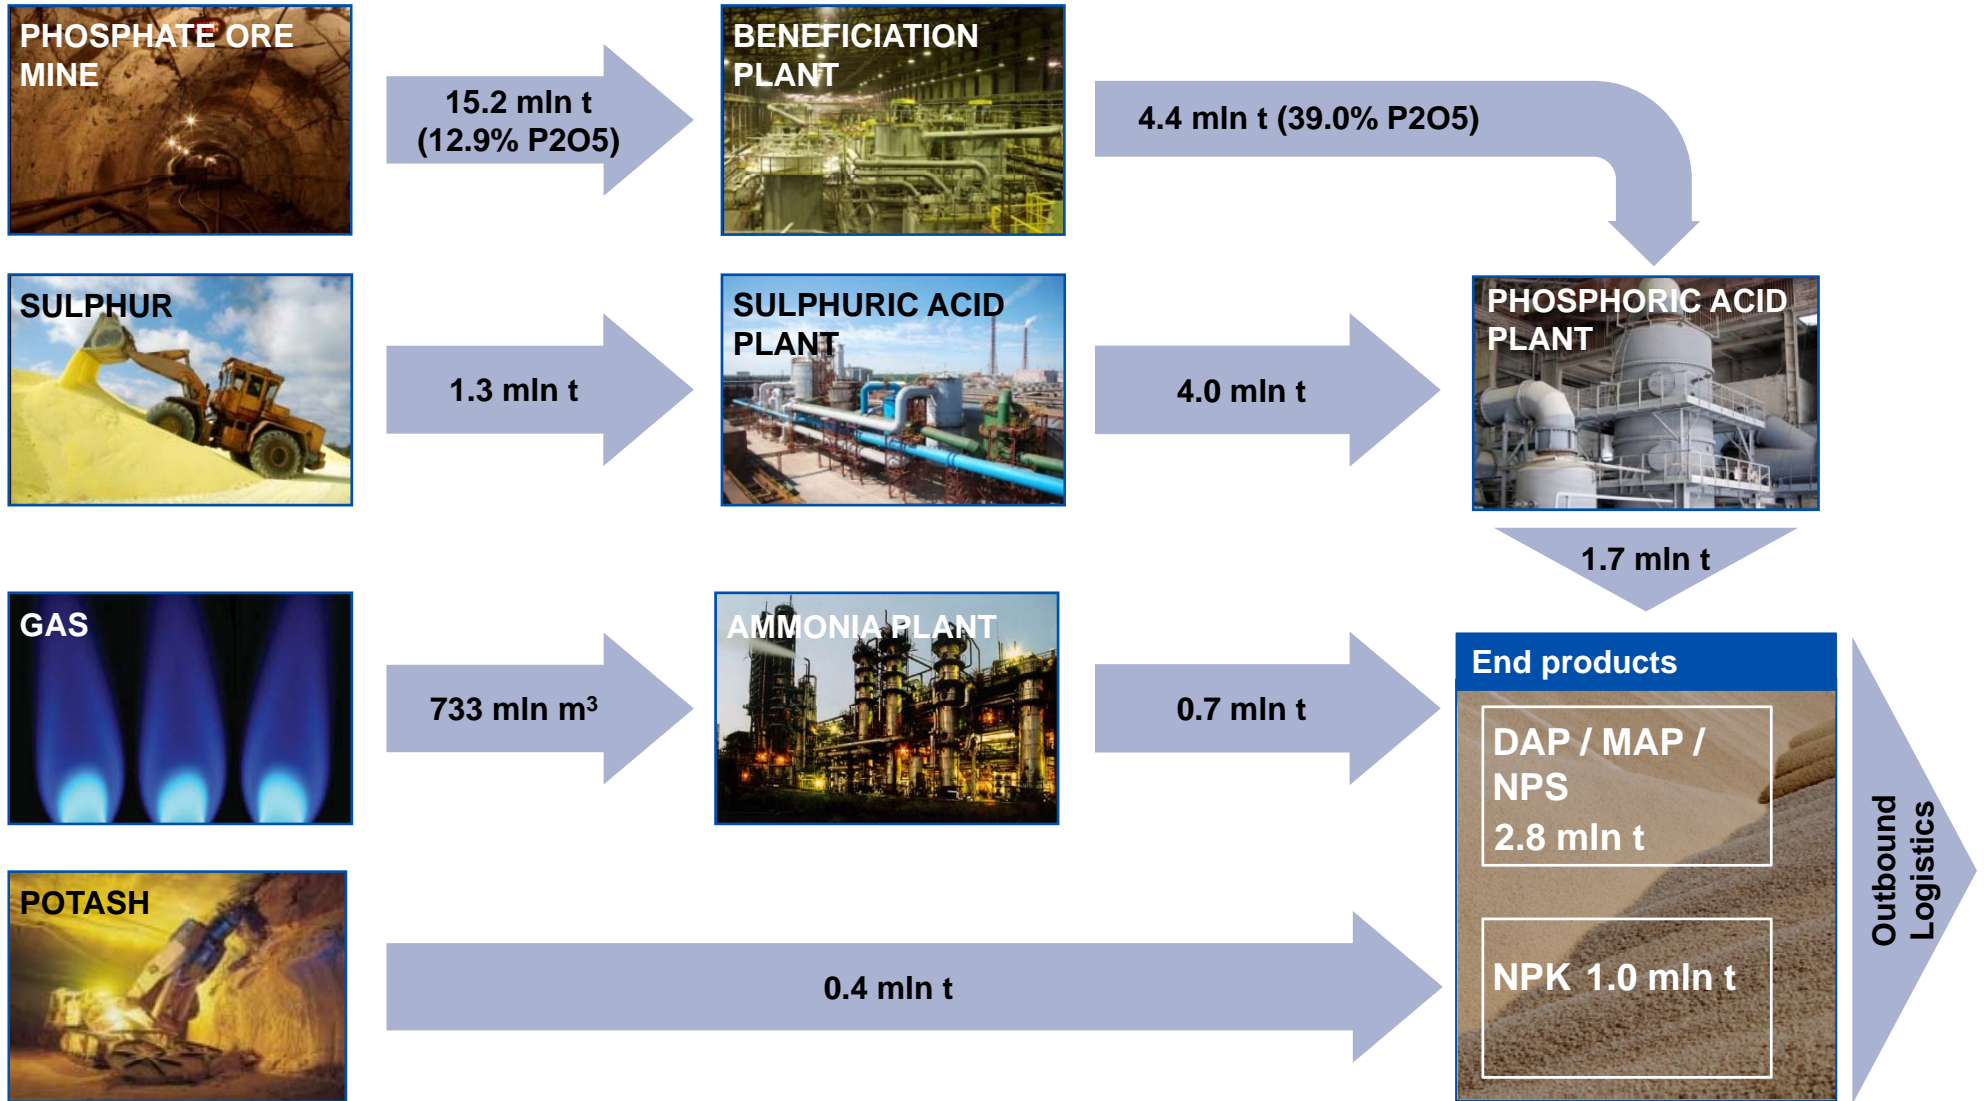 PHOSPHATE ORE
MINE
15.2 mln t
(12.9% P2O5)
BENEFICIATION
PLANT
4.4 mln t (39.0% P2O5)
SULPHUR
1.3 mln t
SULPHURIC ACID
PLANT
4.0 mln t
PHOSPHORIC ACID
PLANT
1.7 mln t
GAS
733 mln m³
AMMONIA PLANT
0.7 mln t
End products
DAP / MAP /
NPS
2.8 mln t
NPK 1.0 mln t
Outbound
Logistics
POTASH
0.4 mln t